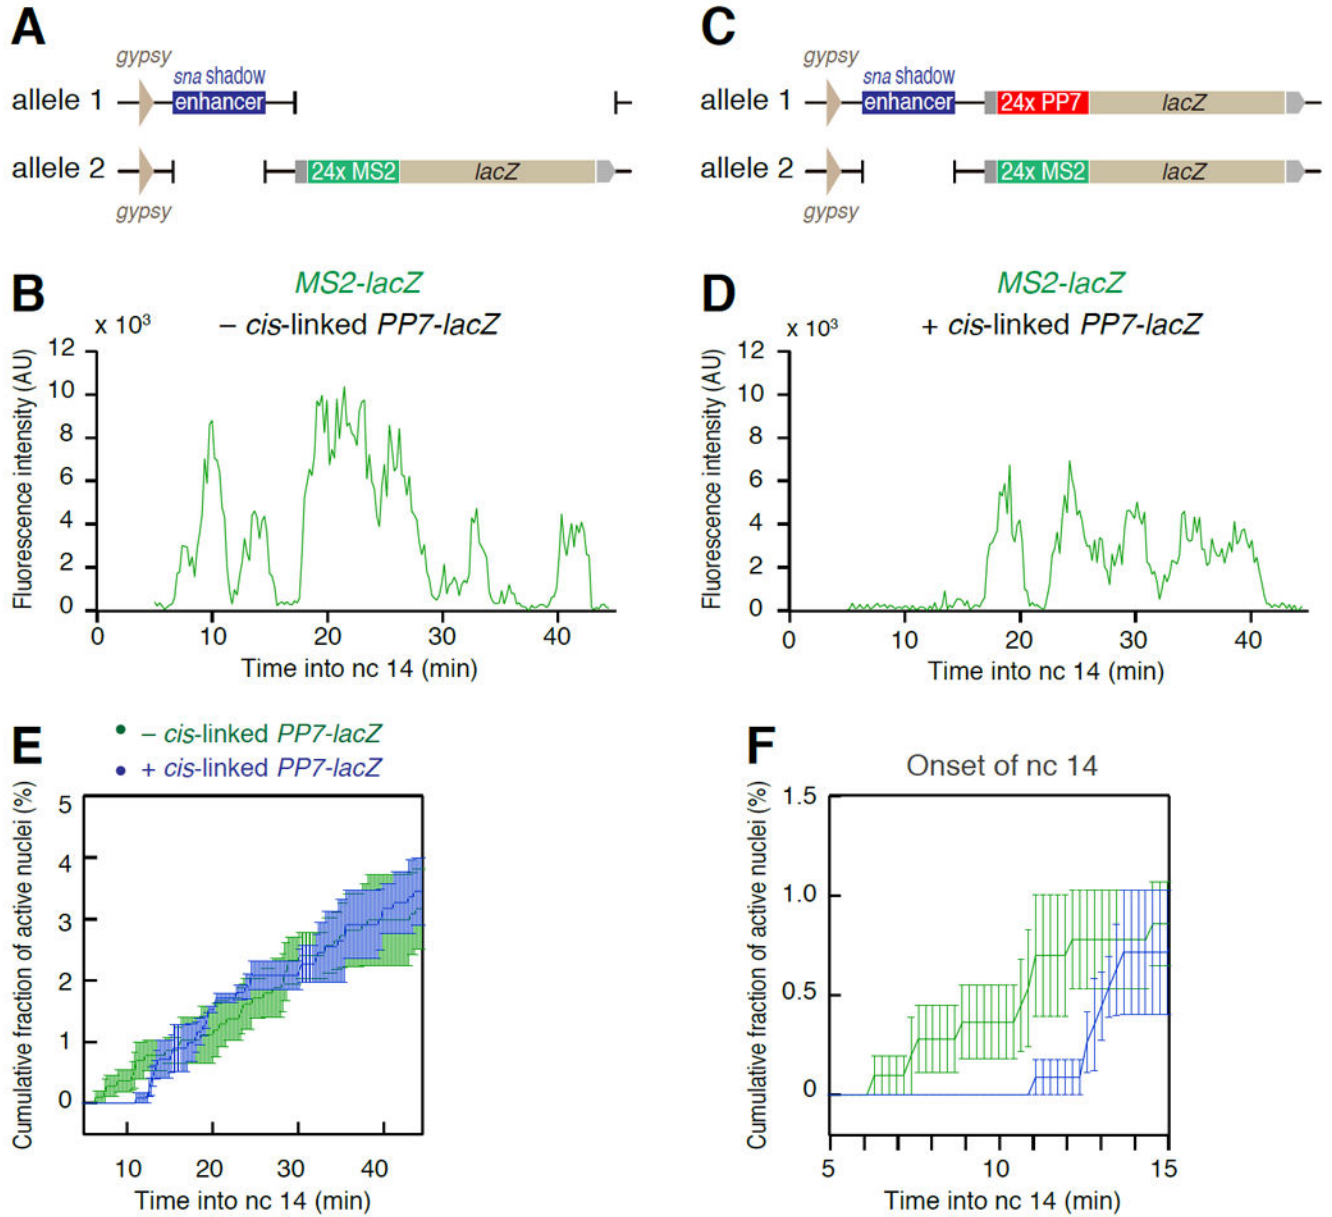 A
gypsy
sna shadow
allele 1
enhancer
allele 2
24x MS2
lacZ
gypsy
C
gypsy
sna shadow
allele 1
enhancer
24x PP7
lacZ
allele 2
24x MS2
lacZ
gypsy
B
MS2-lacZ
x 10³
– cis-linked PP7-lacZ
Fluorescence intensity (AU)
12
10
8
6
4
2
0
0 10 20 30 40
Time into nc 14 (min)
D
MS2-lacZ
x 10³
+ cis-linked PP7-lacZ
Fluorescence intensity (AU)
12
10
8
6
4
2
0
0 10 20 30 40
Time into nc 14 (min)
E
– cis-linked PP7-lacZ
+ cis-linked PP7-lacZ
Cumulative fraction of active nuclei (%)
5
4
3
2
1
0
10 20 30 40
Time into nc 14 (min)
F
Onset of nc 14
Cumulative fraction of active nuclei (%)
1.5
1.0
0.5
0
5 10 15
Time into nc 14 (min)